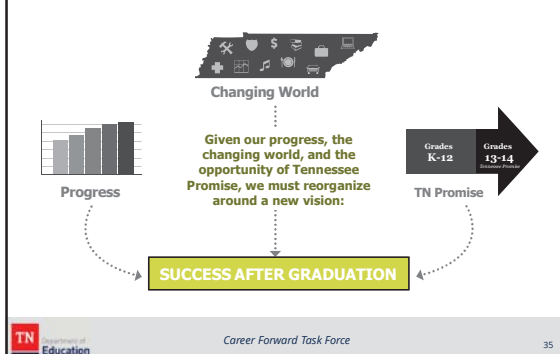 $
Changing World
Given our progress, the
changing world, and the
opportunity of Tennessee
Promise, we must reorganize
around a new vision:
Progress
Grades
K-12
Grades
13-14
Tennessee Promise
TN Promise
SUCCESS AFTER GRADUATION
TN
Department of
Education
Career Forward Task Force
35